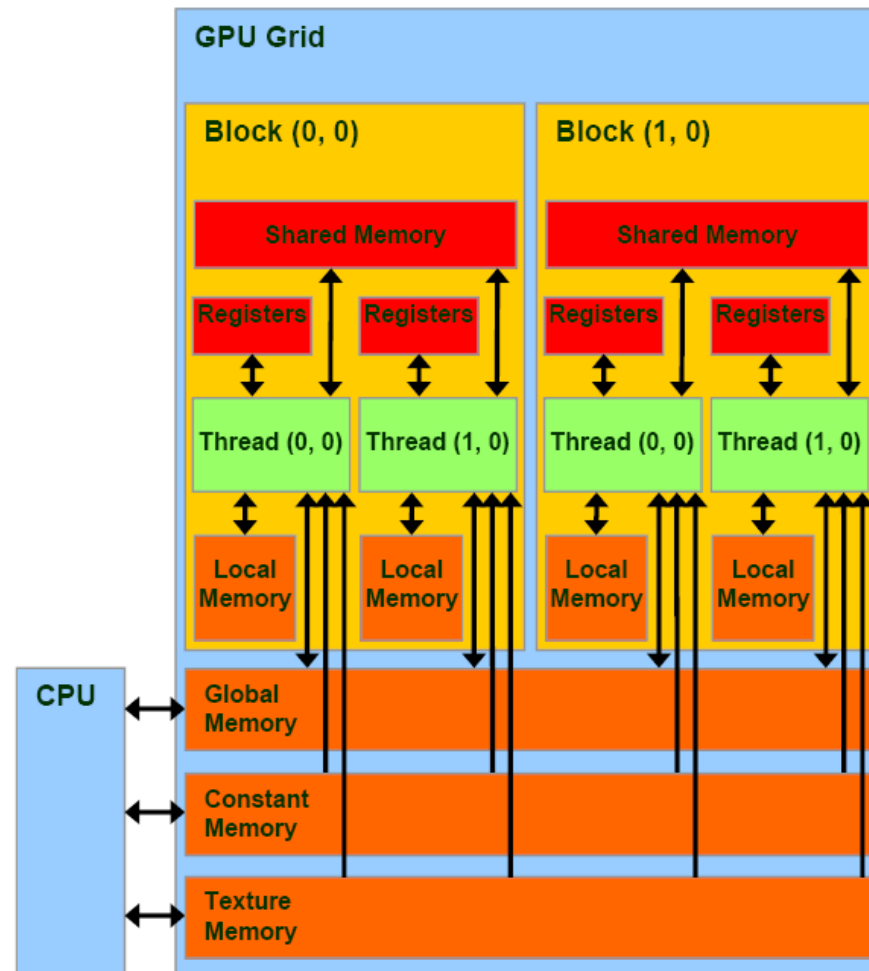 GPU Grid
Block (0, 0)
Block (1, 0)
Shared Memory
Shared Memory
Registers
Registers
Registers
Registers
Thread (0, 0)
Thread (1, 0)
Thread (0, 0)
Thread (1, 0)
Local
Memory
Local
Memory
Local
Memory
Local
Memory
CPU
Global
Memory
Constant
Memory
Texture
Memory